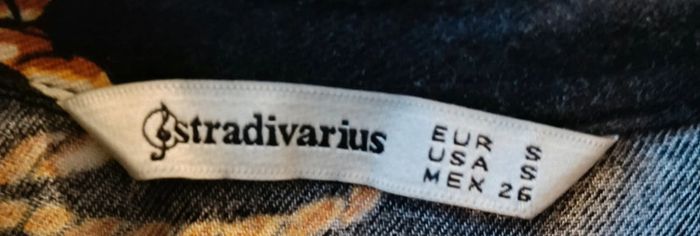 stradivarius
EUR S
USA S
MEX 26